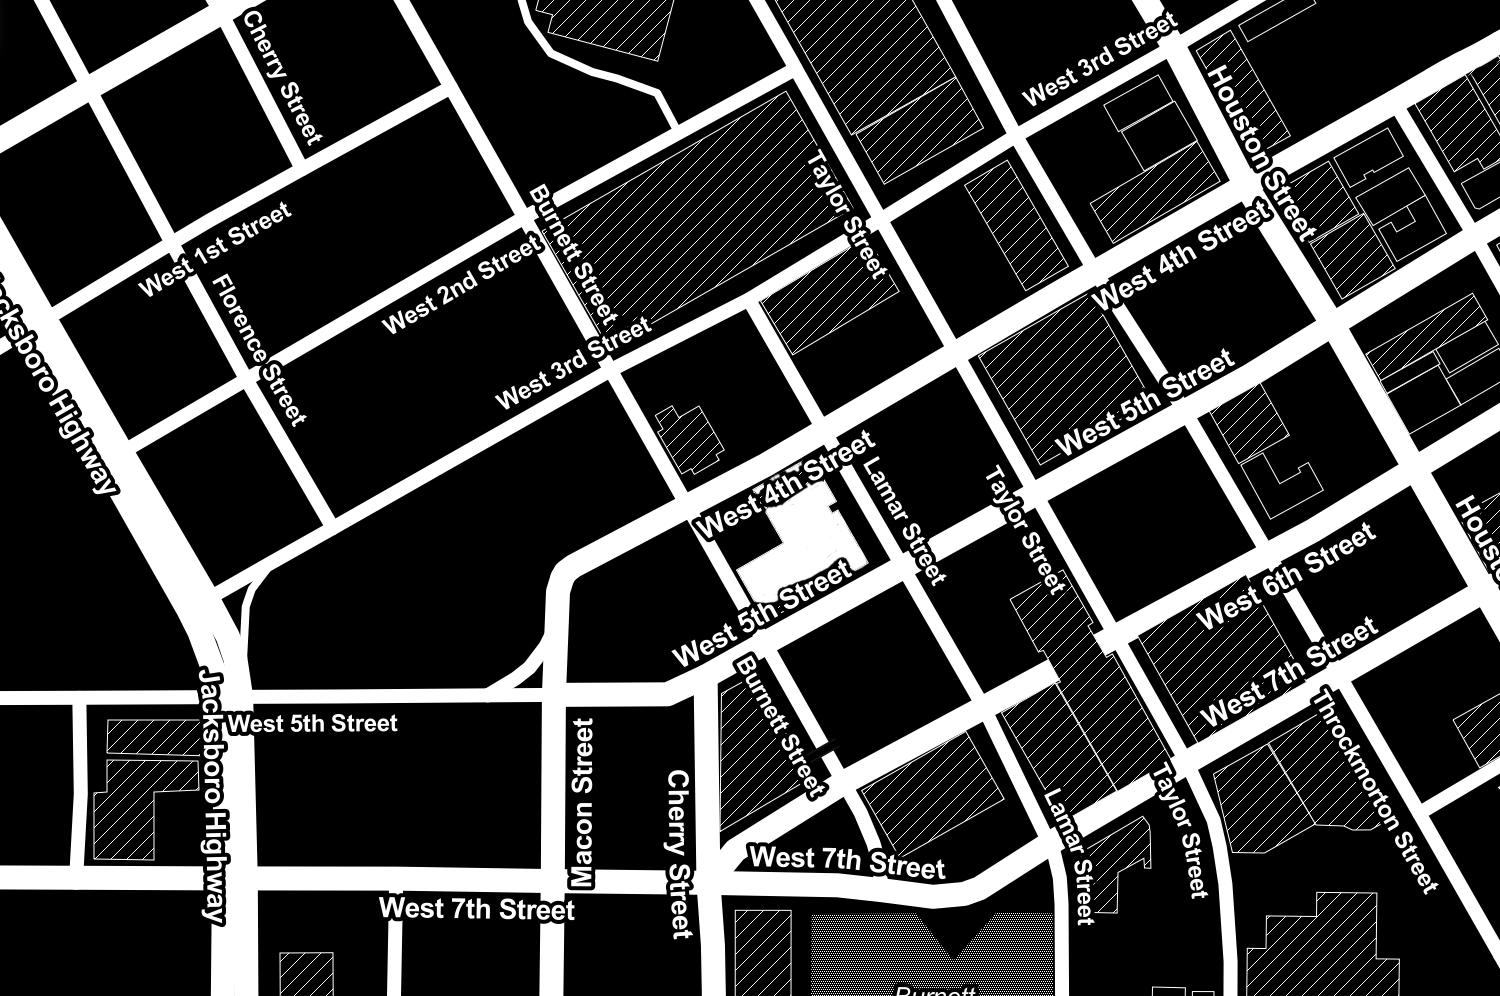 Cherry Street
West 3rd Street
Houston Street
Taylor Street
West 1st Street
Burnett Street
West 2nd Street
West 4th Street
Florence Street
Jacksboro Highway
West 3rd Street
West 5th Street
West 4th Street
Lamar Street
Taylor Street
Houston
West 6th Street
West 5th Street
West 7th Street
Burnett Street
Jacksboro Highway
West 5th Street
Macon Street
Cherry Street
Throckmorton Street
Taylor Street
Lamar Street
West 7th Street
West 7th Street
Burnett